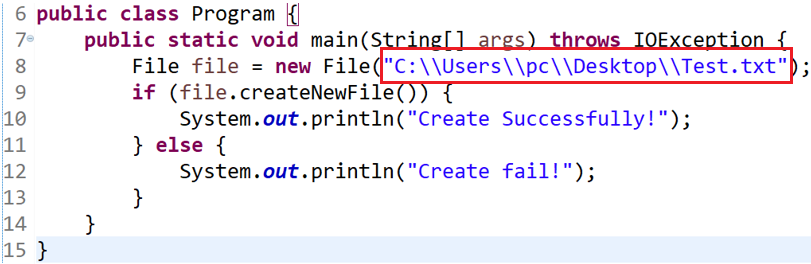 6 public class Program {
7 public static void main(String[] args) throws IOException {
8 File file = new File("C:\\Users\\pc\\Desktop\\Test.txt");
9 if (file.createNewFile()) {
10 System.out.println("Create Successfully!");
11 } else {
12 System.out.println("Create fail!");
13 }
14 }
15 }